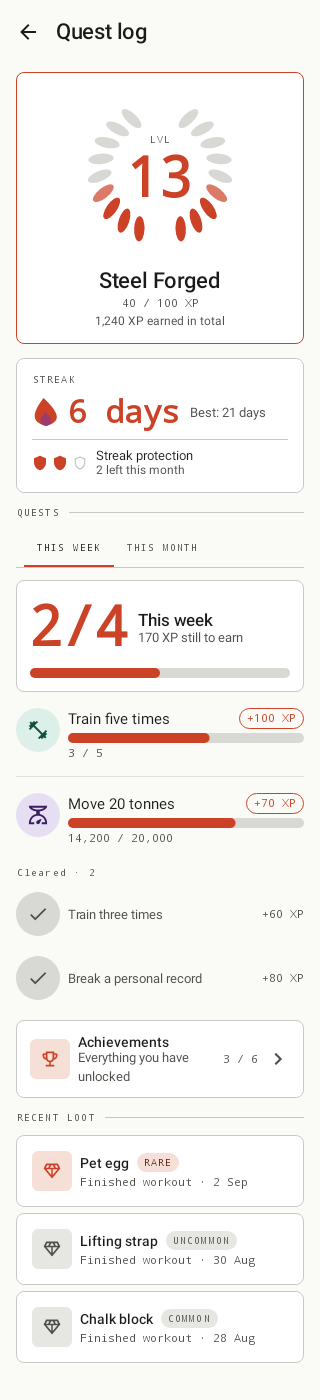 Quest log
LVL
13
Steel Forged
40 / 100 XP
1,240 XP earned in total
STREAK
6 days Best: 21 days
Streak protection
2 left this month
QUESTS
THIS WEEK THIS MONTH
2/4
This week
170 XP still to earn
Train five times +100 XP
3 / 5
Move 20 tonnes +70 XP
14,200 / 20,000
Cleared · 2
Train three times +60 XP
Break a personal record +80 XP
Achievements
Everything you have
unlocked
3 / 6
RECENT LOOT
Pet egg RARE
Finished workout · 2 Sep
Lifting strap UNCOMMON
Finished workout · 30 Aug
Chalk block COMMON
Finished workout · 28 Aug